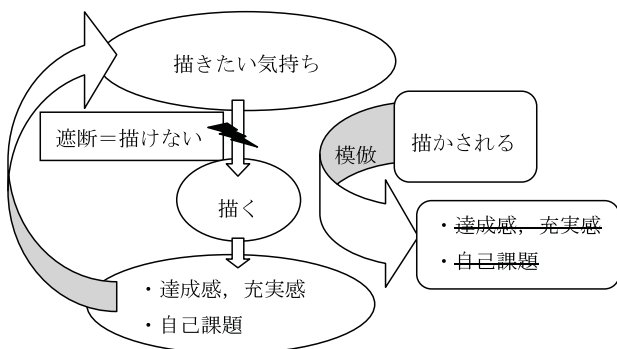 描きたい気持ち
遮断＝描けない
描く
・達成感，充実感
・自己課題
模倣
描かされる
・達成感，充実感
・自己課題